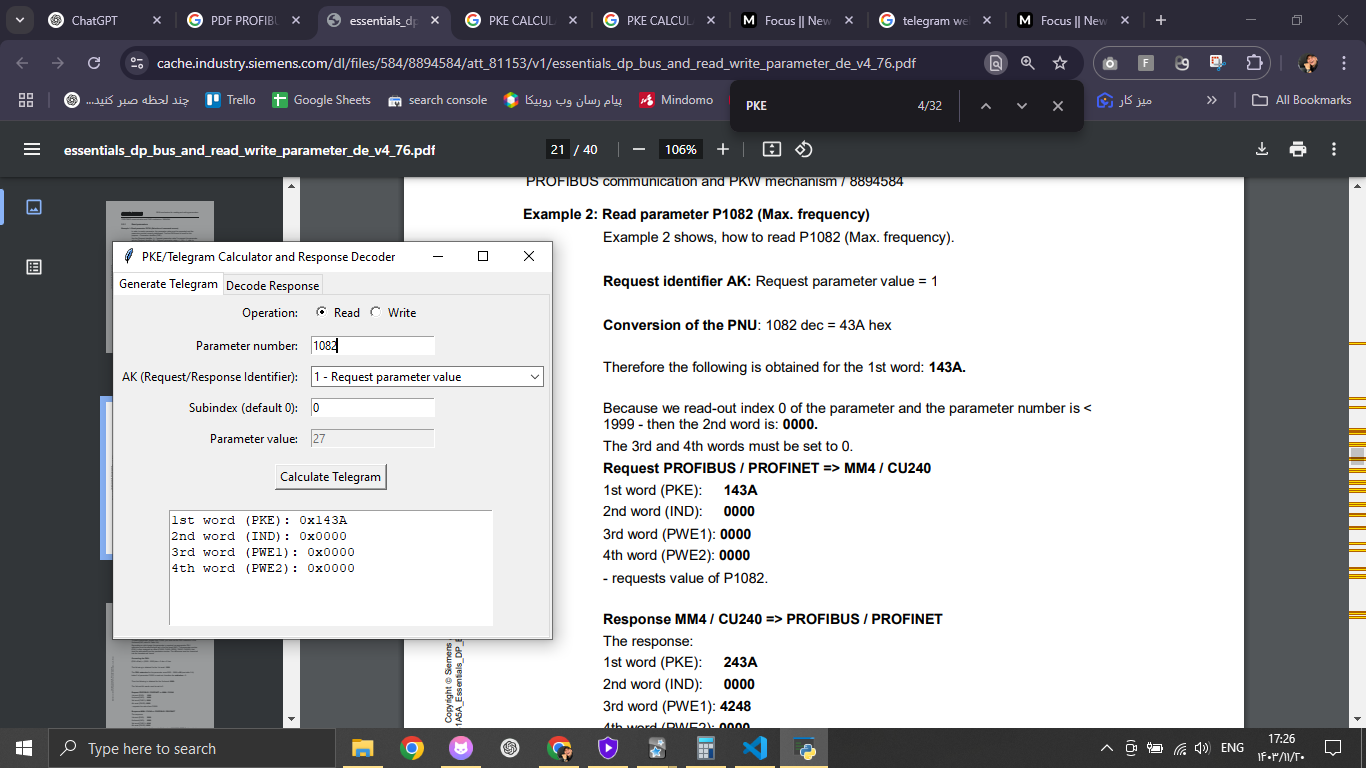 ChatGPT
PDF PROFIBU
essentials_dp
PKE CALCUL
PKE CALCUL
Focus || New
telegram we
Focus || New
cache.industry.siemens.com/dl/files/584/8894584/att_81153/v1/essentials_dp_bus_and_read_write_parameter_de_v4_76.pdf
چند لحظه صبر کنید...
Trello
Google Sheets
search console
پیام رسان وب روبیکا
Mindomo
میز کار
»
All Bookmarks
PKE
4/32
essentials_dp_bus_and_read_write_parameter_de_v4_76.pdf
21 / 40
106%
PROFIBUS communication and PKW mechanism / 8894584
Example 2: Read parameter P1082 (Max. frequency)
Example 2 shows, how to read P1082 (Max. frequency).
Request identifier AK: Request parameter value = 1
Conversion of the PNU: 1082 dec = 43A hex
Therefore the following is obtained for the 1st word: 143A.
Because we read-out index 0 of the parameter and the parameter number is <
1999 - then the 2nd word is: 0000.
The 3rd and 4th words must be set to 0.
Request PROFIBUS / PROFINET => MM4 / CU240
1st word (PKE): 143A
2nd word (IND): 0000
3rd word (PWE1): 0000
4th word (PWE2): 0000
- requests value of P1082.
Response MM4 / CU240 => PROFIBUS / PROFINET
The response:
1st word (PKE): 243A
2nd word (IND): 0000
3rd word (PWE1): 4248
4th word (PWE2): 0000
Copyright © Siemens
1A5A_Essentials_DP_
PKE/Telegram Calculator and Response Decoder
Generate Telegram
Decode Response
Operation: Read Write
Parameter number: 1082
AK (Request/Response Identifier): 1 - Request parameter value
Subindex (default 0): 0
Parameter value: 27
Calculate Telegram
1st word (PKE): 0x143A
2nd word (IND): 0x0000
3rd word (PWE1): 0x0000
4th word (PWE2): 0x0000
Type here to search
ENG
17:26
۱۴۰۳/۱۱/۲۰